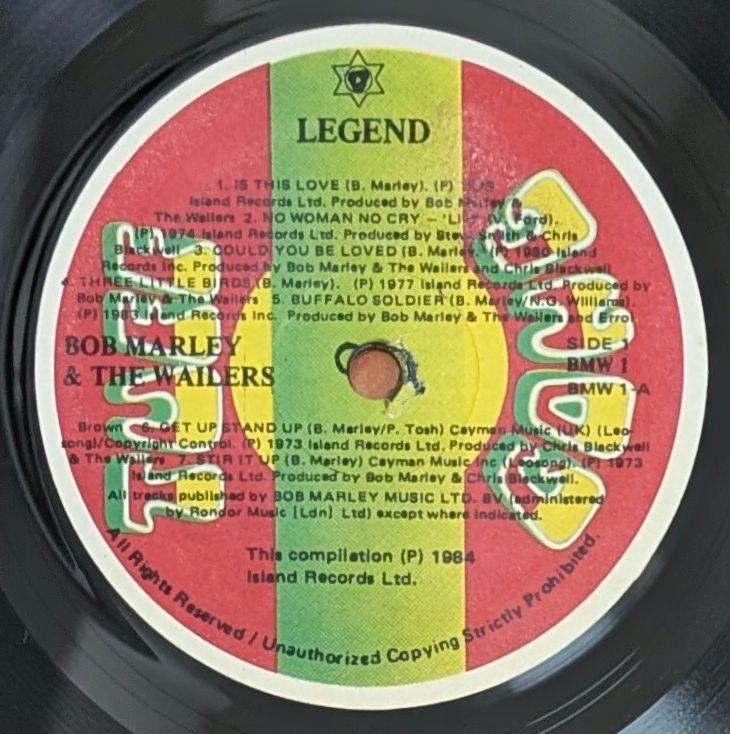 LEGEND
1. IS THIS LOVE (B. Marley). (P)
Island Records Ltd. Produced by Bob Marley &
The Wailers 2. NO WOMAN NO CRY – 'Live' (V. Ford).
(P) 1974 Island Records Ltd. Produced by Steve Smith & Chris
Blackwell 3. COULD YOU BE LOVED (B. Marley. (P) 1980 Island
Records Inc. Produced by Bob Marley & The Wailers and Chris Blackwell
4. THREE LITTLE BIRDS (B. Marley). (P) 1977 Island Records Ltd. Produced by
Bob Marley & The Wailers 5. BUFFALO SOLDIER (B. Marley/N.G. Williams).
(P) 1983 Island Records Inc. Produced by Bob Marley & The Wailers and Errol
BOB MARLEY
& THE WAILERS
SIDE 1
BMW 1
BMW 1-A
Brown 6. GET UP STAND UP (B. Marley/P. Tosh) Cayman Music (UK) (Leo-
song)/Copyright Control. (P) 1973 Island Records Ltd. Produced by Chris Blackwell
& The Wailers 7. STIR IT UP (B. Marley) Cayman Music Inc (Leosong). (P) 1973
Island Records Ltd. Produced by Bob Marley & Chris Blackwell.
All tracks published by BOB MARLEY MUSIC LTD. BV (administered
by Rondor Music [Ldn] Ltd) except where indicated.
This compilation (P) 1984
Island Records Ltd.
All Rights Reserved / Unauthorized Copying Strictly Prohibited.
TUFF
GONG